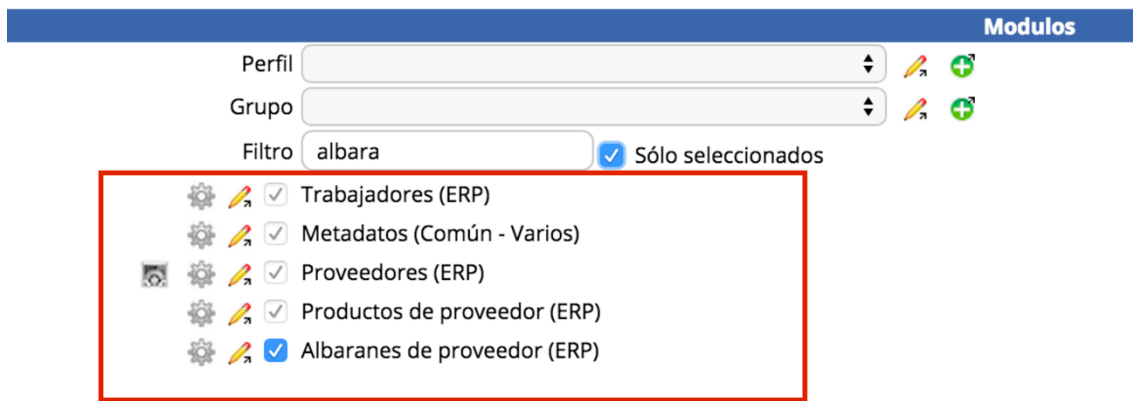 Modulos
Perfil
Grupo
Filtro albara Sólo seleccionados
Trabajadores (ERP)
Metadatos (Común - Varios)
Proveedores (ERP)
Productos de proveedor (ERP)
Albaranes de proveedor (ERP)